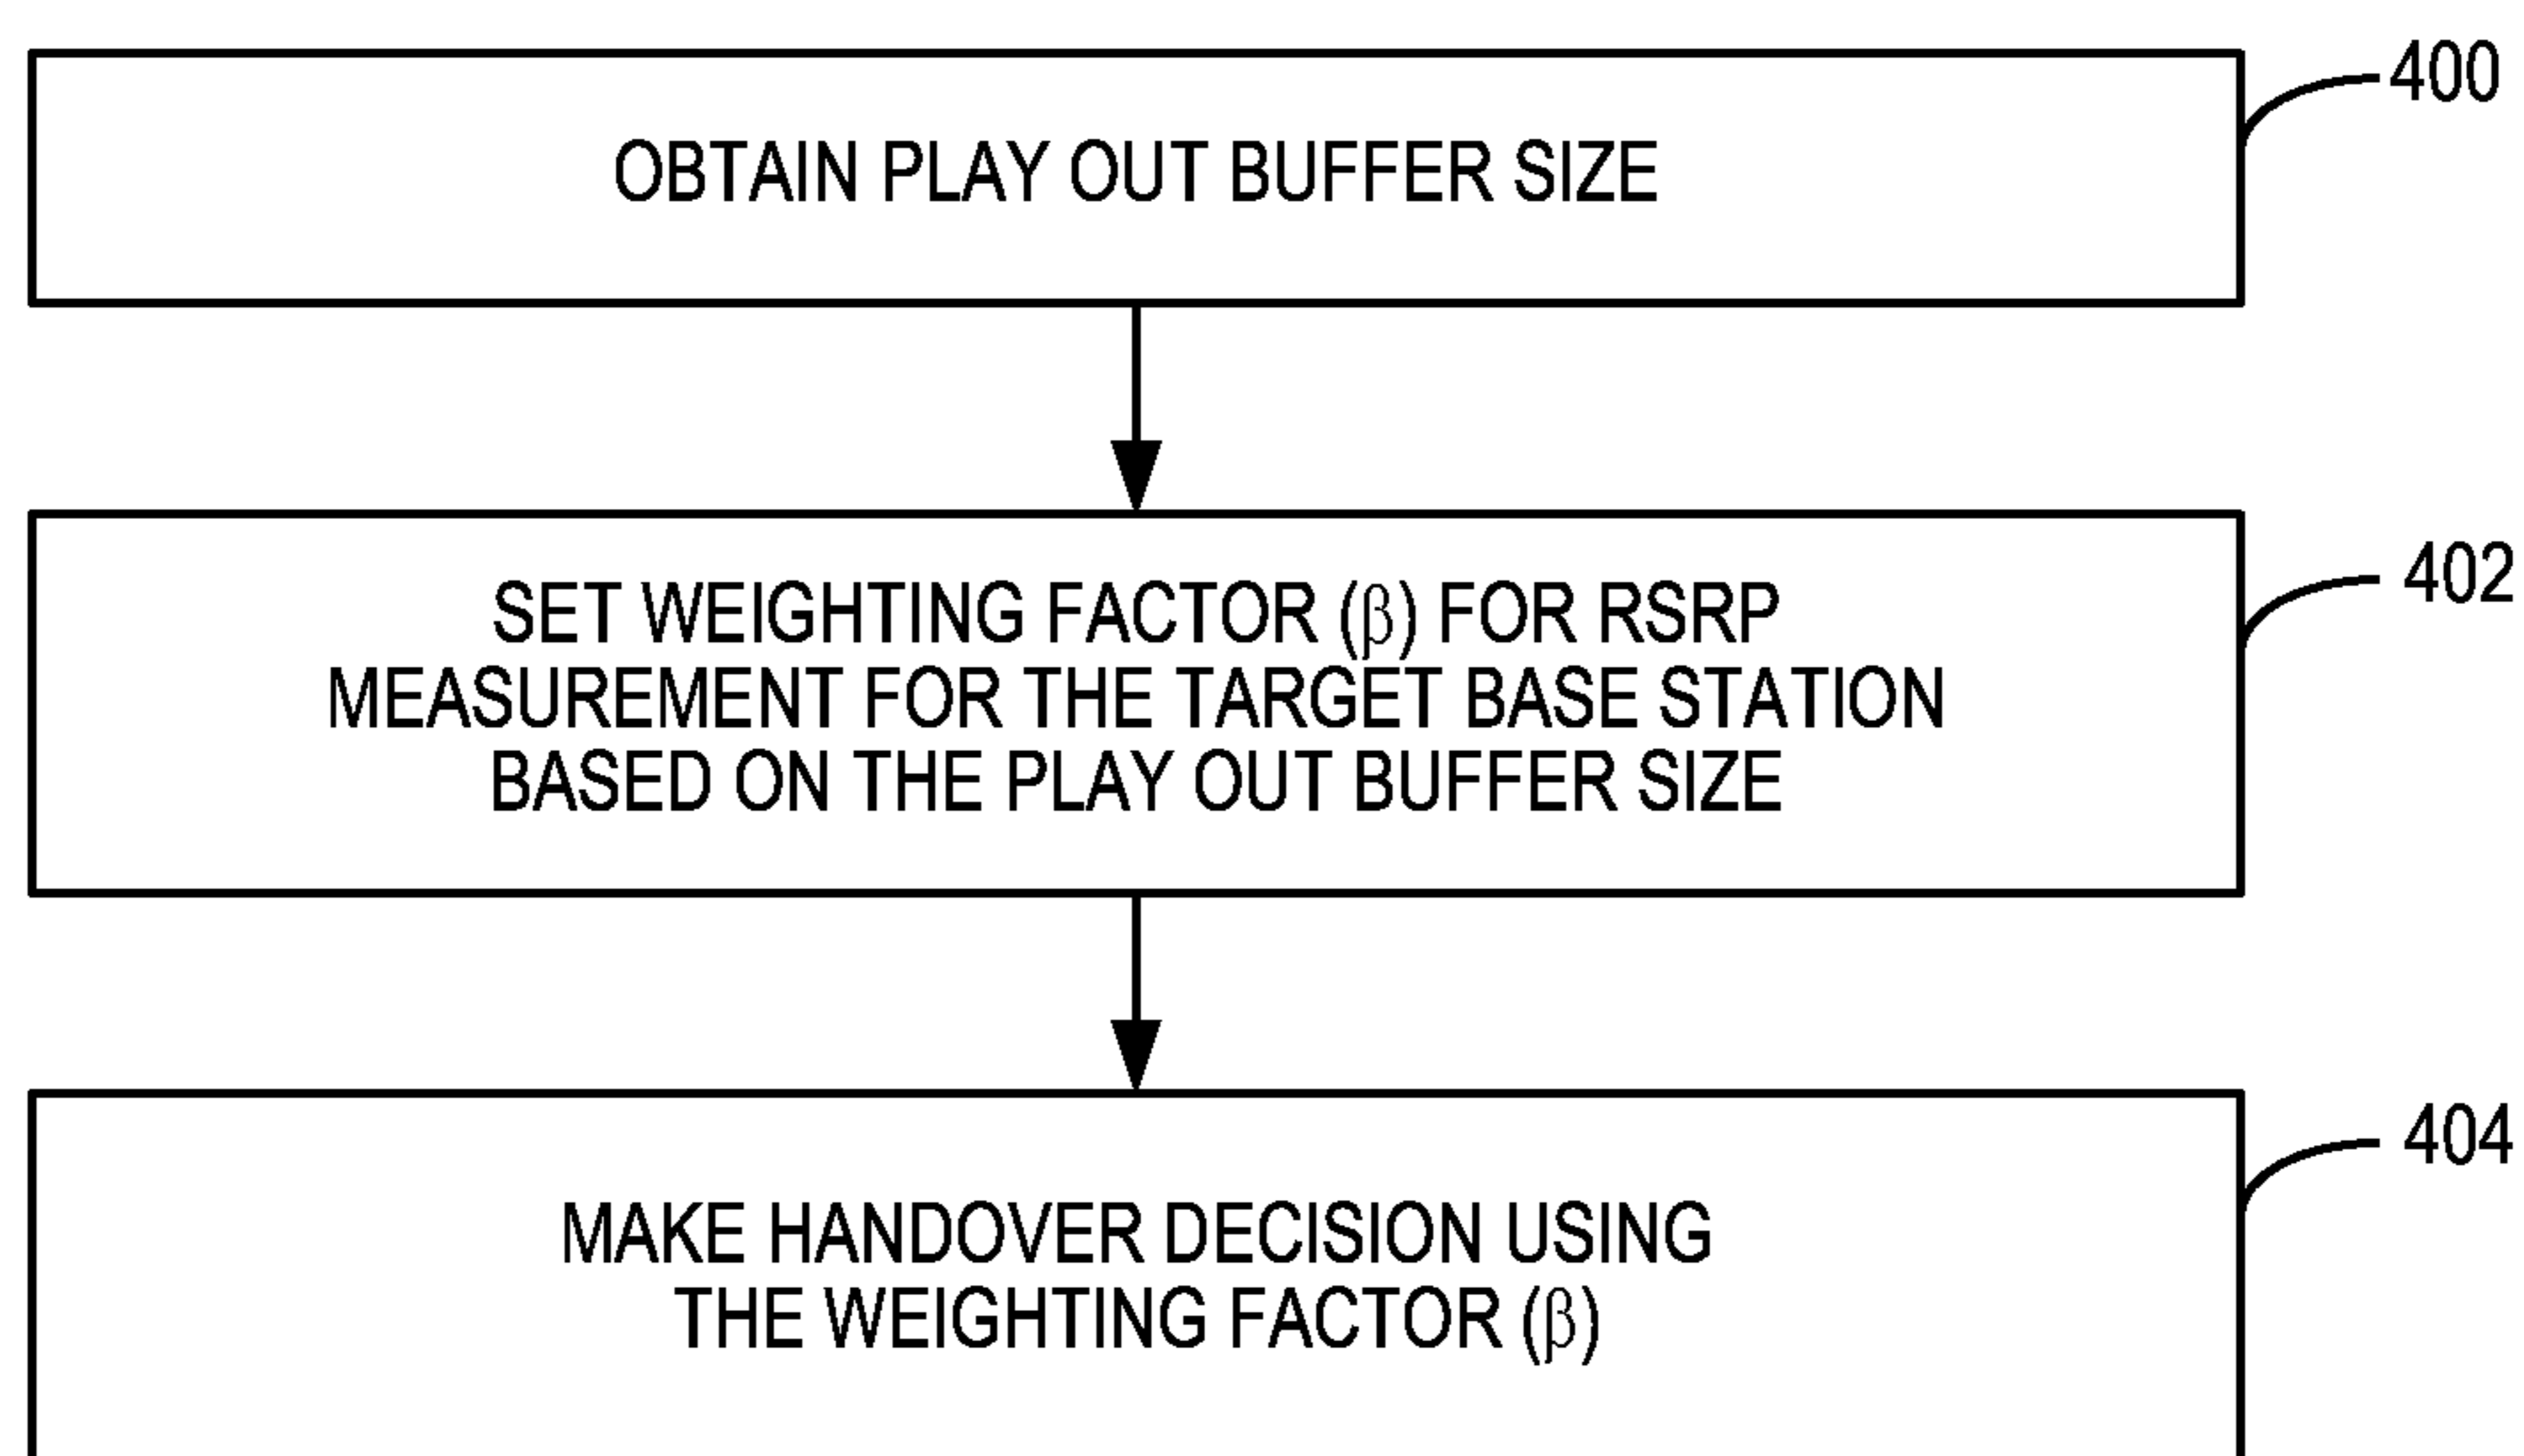 400
OBTAIN PLAY OUT BUFFER SIZE
402
SET WEIGHTING FACTOR (β) FOR RSRP
MEASUREMENT FOR THE TARGET BASE STATION
BASED ON THE PLAY OUT BUFFER SIZE
404
MAKE HANDOVER DECISION USING
THE WEIGHTING FACTOR (β)